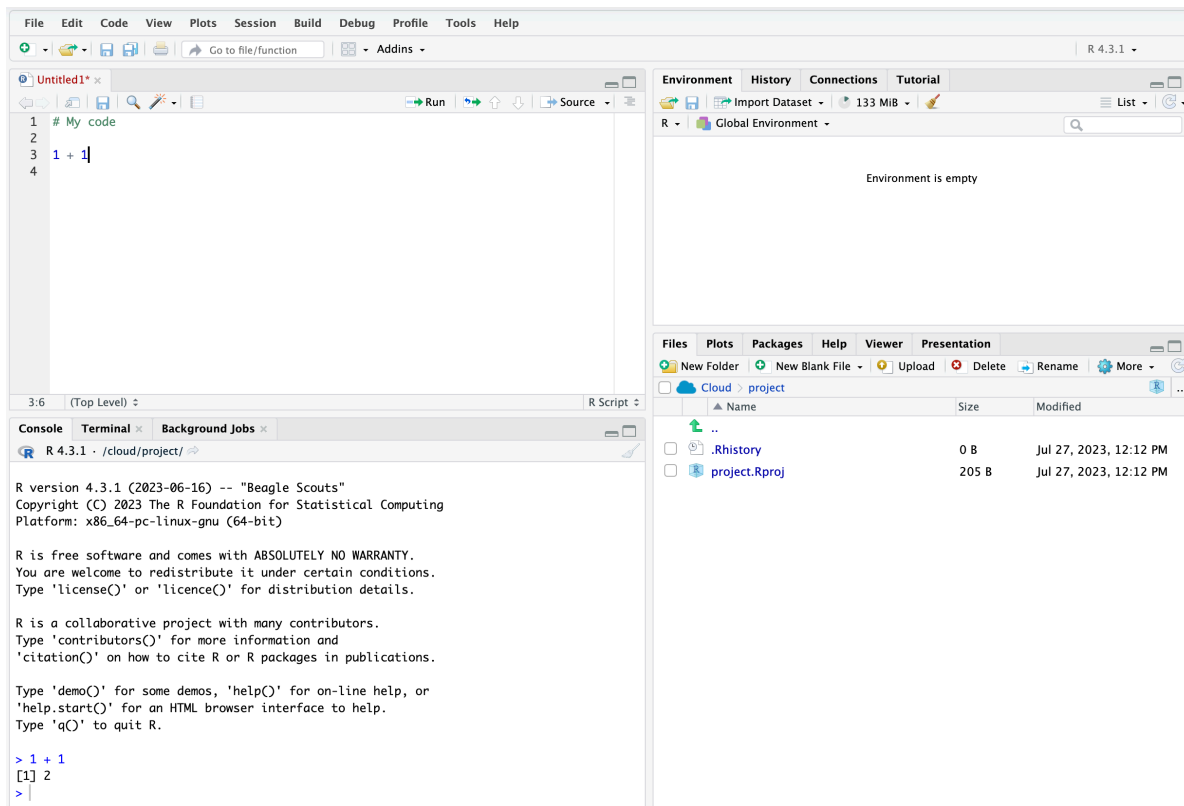 File Edit Code View Plots Session Build Debug Profile Tools Help
Go to file/function Addins R 4.3.1
Untitled1*
Run Source
1 # My code
2
3 1 + 1
4
3:6 (Top Level) R Script
Console Terminal Background Jobs
R 4.3.1 · /cloud/project/
R version 4.3.1 (2023-06-16) -- "Beagle Scouts"
Copyright (C) 2023 The R Foundation for Statistical Computing
Platform: x86_64-pc-linux-gnu (64-bit)
R is free software and comes with ABSOLUTELY NO WARRANTY.
You are welcome to redistribute it under certain conditions.
Type 'license()' or 'licence()' for distribution details.
R is a collaborative project with many contributors.
Type 'contributors()' for more information and
'citation()' on how to cite R or R packages in publications.
Type 'demo()' for some demos, 'help()' for on-line help, or
'help.start()' for an HTML browser interface to help.
Type 'q()' to quit R.
> 1 + 1
[1] 2
>
Environment History Connections Tutorial
Import Dataset 133 MiB List
R Global Environment
Environment is empty
Files Plots Packages Help Viewer Presentation
New Folder New Blank File Upload Delete Rename More
Cloud > project R ...
Name Size Modified
..
.Rhistory 0 B Jul 27, 2023, 12:12 PM
project.Rproj 205 B Jul 27, 2023, 12:12 PM